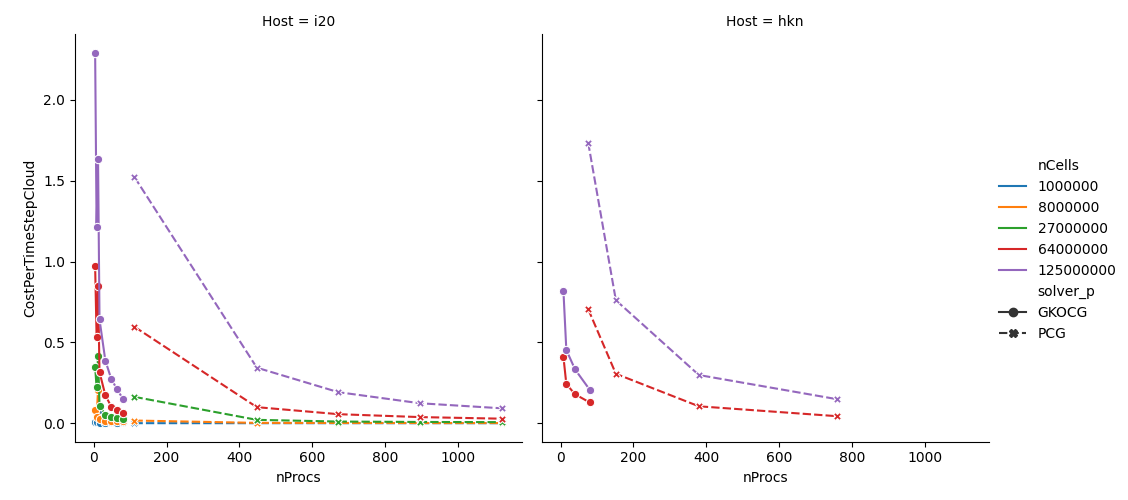 Host = i20
Host = hkn
CostPerTimeStepCloud
2.0
1.5
1.0
0.5
0.0
0 200 400 600 800 1000
nProcs
0 200 400 600 800 1000
nProcs
nCells
1000000
8000000
27000000
64000000
125000000
solver_p
GKOCG
PCG